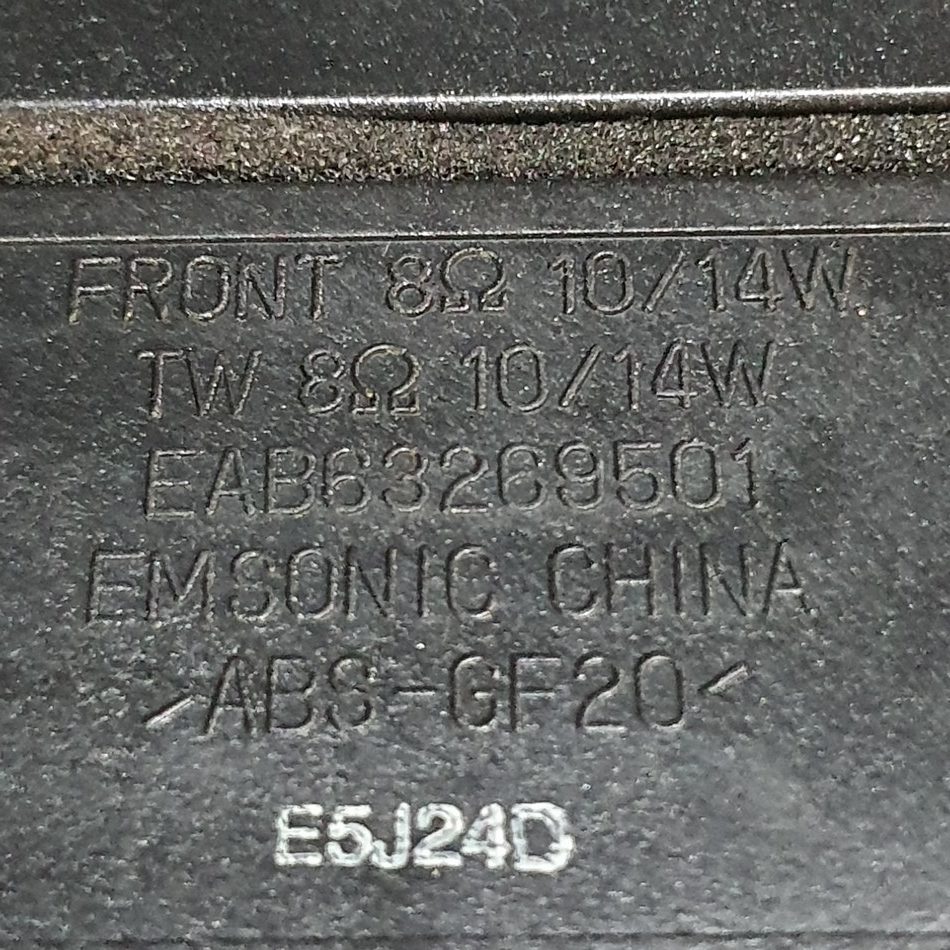 FRONT 8Ω 10/14W
TW 8Ω 10/14W
EAB63269501
EMSONIC CHINA
>ABS-GF20<
E5J24D